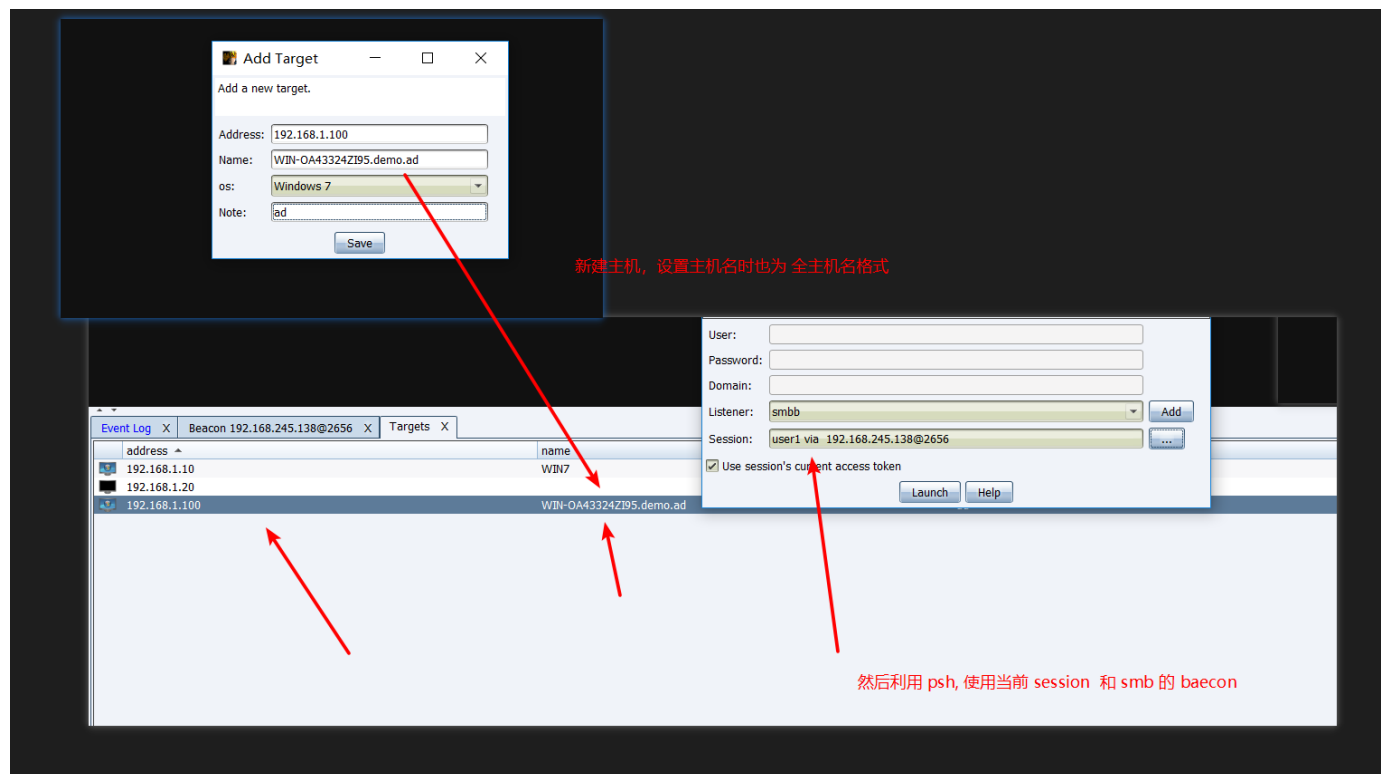 Add Target
Add a new target.
Address: 192.168.1.100
Name: WIN-OA43324ZI95.demo.ad
os: Windows 7
Note: ad
Save
新建主机，设置主机名时也为 全主机名格式
User:
Password:
Domain:
Listener: smbb Add
Session: user1 via 192.168.245.138@2656 ...
Use session's current access token
Launch Help
Event Log X Beacon 192.168.245.138@2656 X Targets X
address name
192.168.1.10 WIN7
192.168.1.20
192.168.1.100 WIN-OA43324ZI95.demo.ad
然后利用 psh, 使用当前 session 和 smb 的 baecon